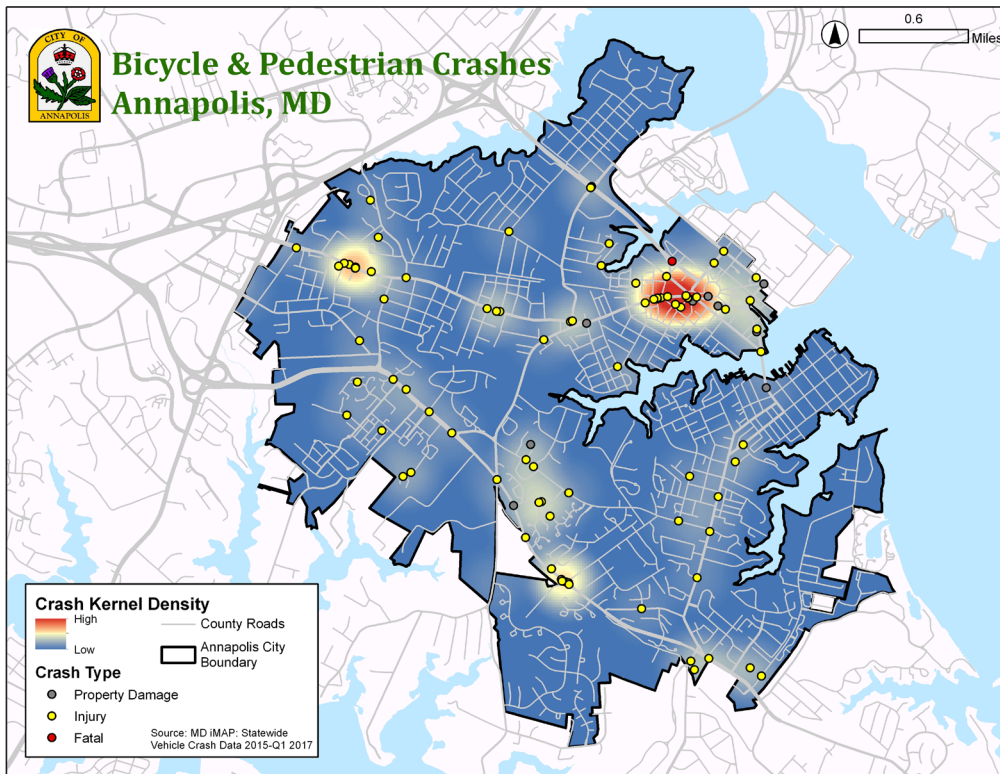 CITY OF
ANNAPOLIS
Bicycle & Pedestrian Crashes
Annapolis, MD
0.6
Miles
Crash Kernel Density
High
Low
County Roads
Annapolis City
Boundary
Crash Type
Property Damage
Injury
Fatal
Source: MD iMAP: Statewide
Vehicle Crash Data 2015-Q1 2017